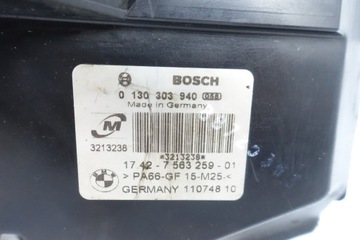 BOSCH
0 130 303 940 068
Made in Germany
M
3213238
*3213238*
17 42 - 7 563 259 - 01
> PA66-GF 15-M25-<
GERMANY 110748 10